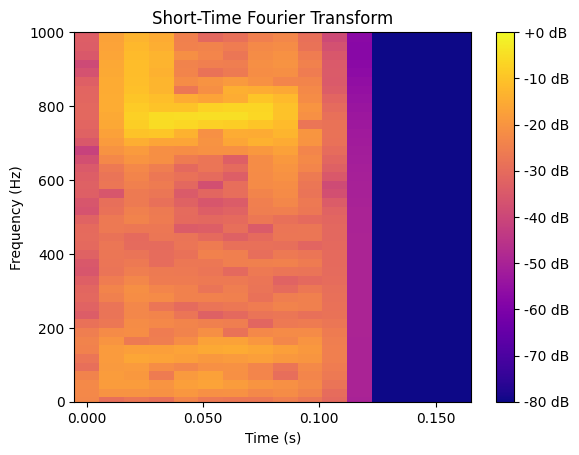 Short-Time Fourier Transform
1000
800
600
400
200
0
Frequency (Hz)
0.000
0.050
0.100
0.150
Time (s)
+0 dB
-10 dB
-20 dB
-30 dB
-40 dB
-50 dB
-60 dB
-70 dB
-80 dB